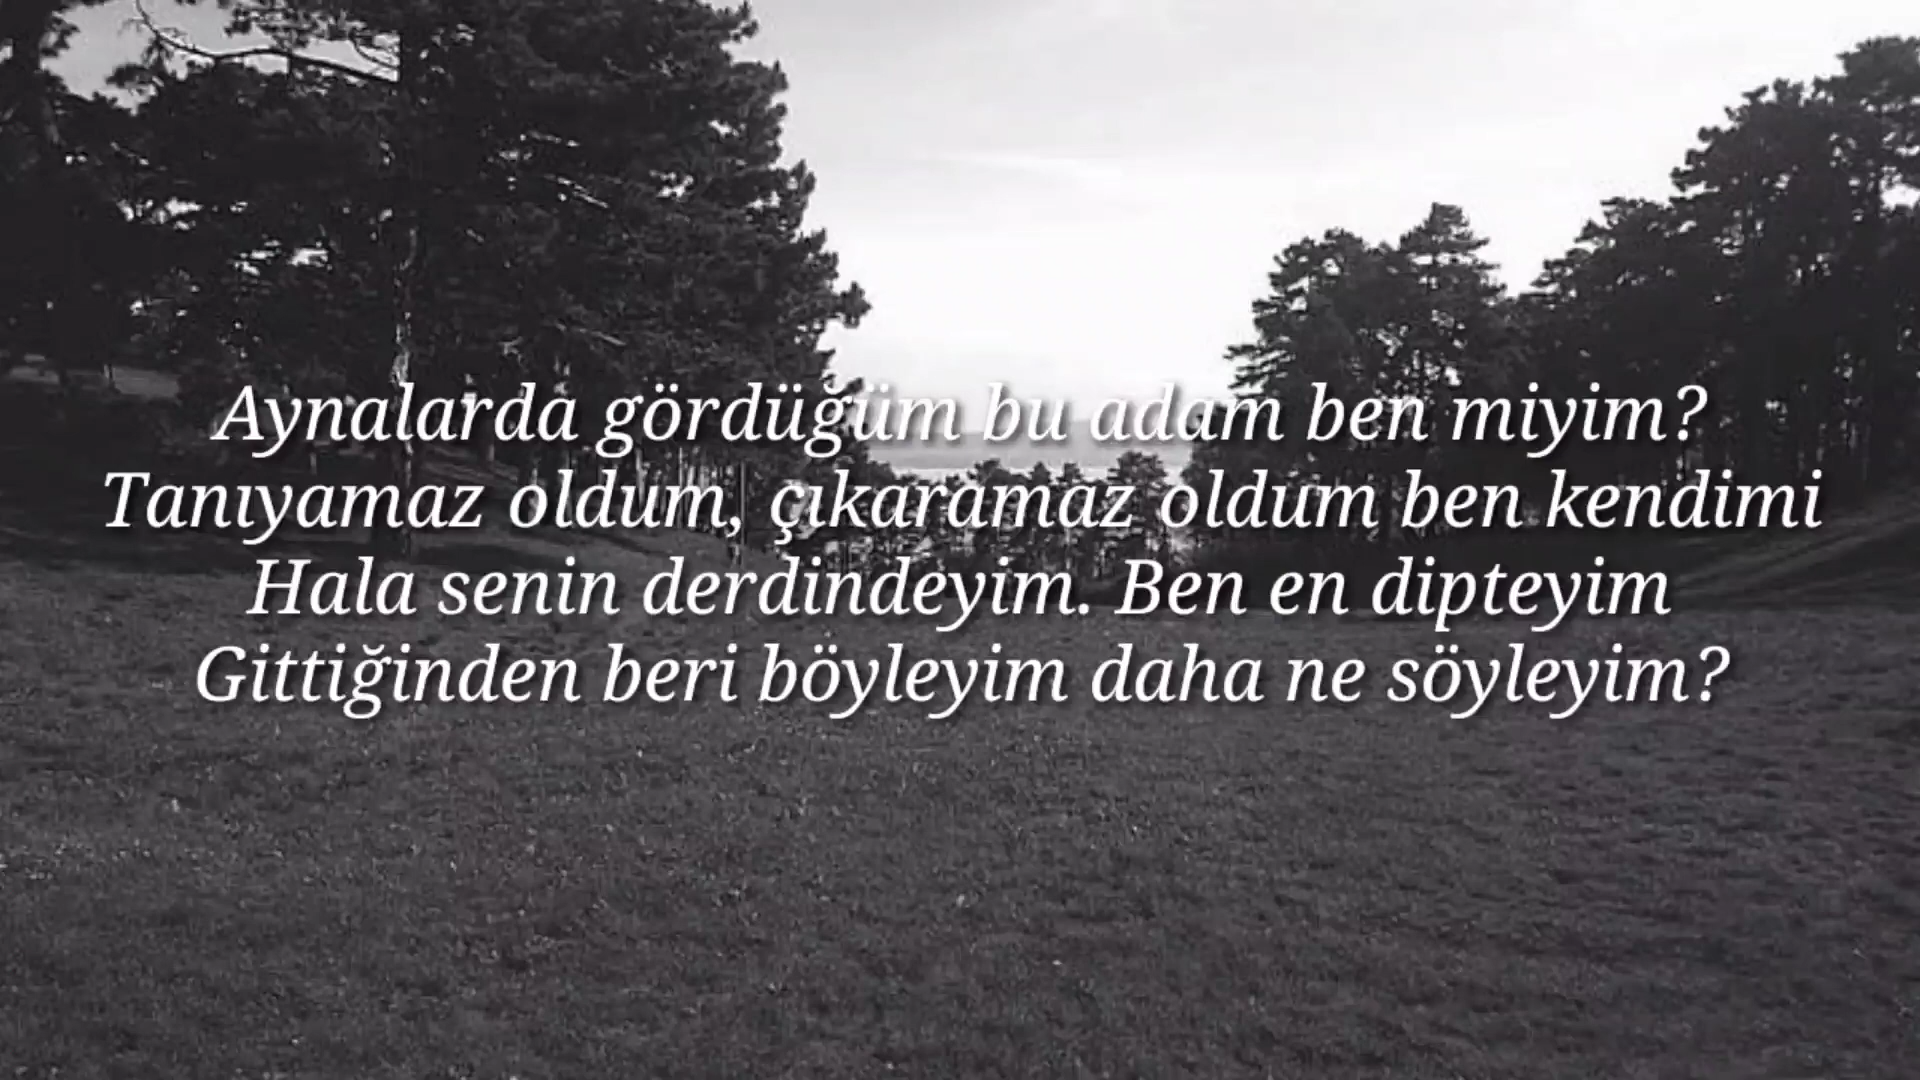 Aynalarda gördüğüm bu adam ben miyim?
Tanıyamaz oldum, çıkaramaz oldum ben kendimi
Hala senin derdindeyim. Ben en dipteyim
Gittiğinden beri böyleyim daha ne söyleyim?